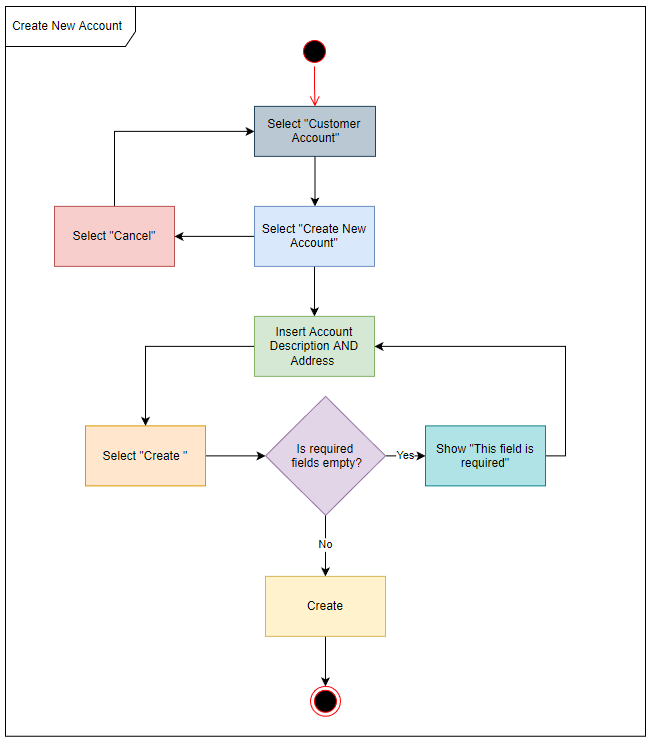 Create New Account
Select "Customer
Account"
Select "Cancel"
Select "Create New
Account"
Insert Account
Description AND
Address
Select "Create "
Is required
fields empty?
Yes
Show "This field is
required"
No
Create